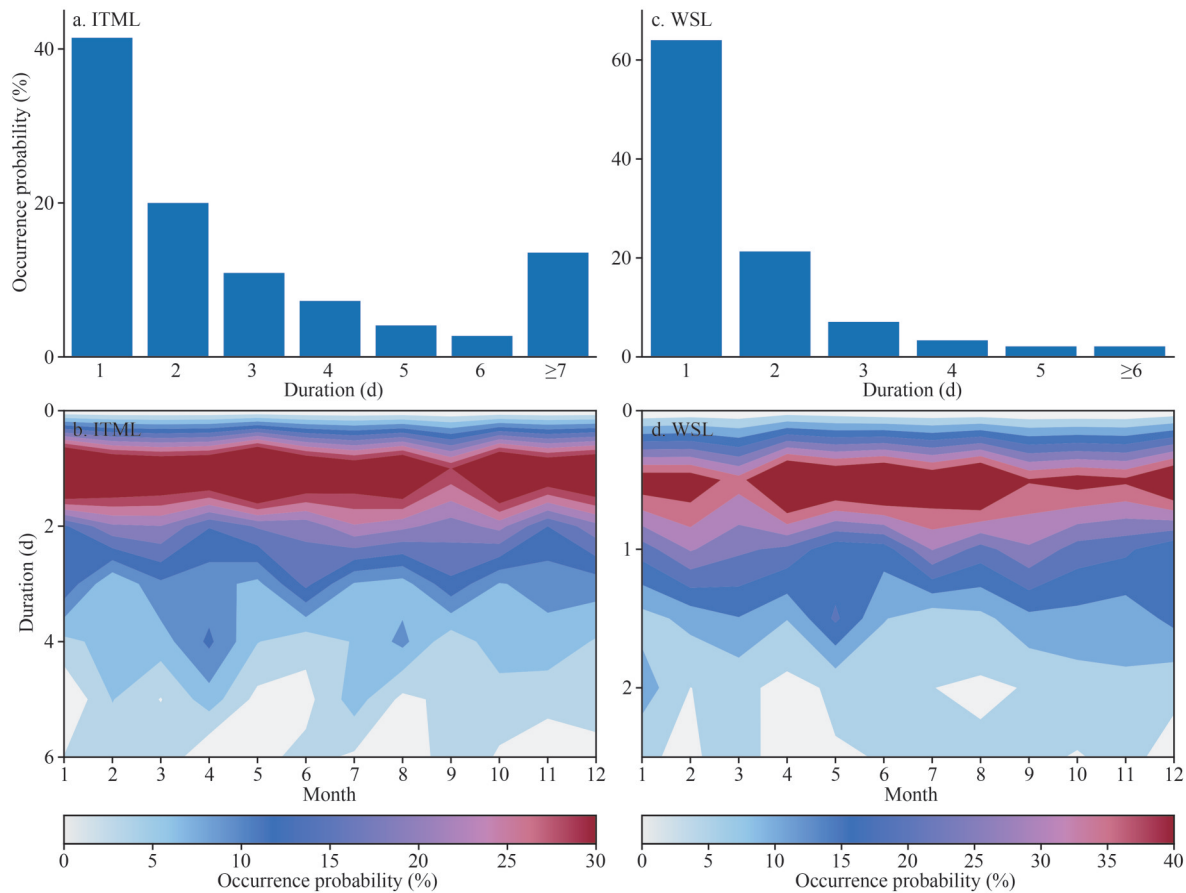 a. ITML
Occurrence probability (%)
40
20
0
1 2 3 4 5 6 ≥7
Duration (d)
c. WSL
60
40
20
0
1 2 3 4 5 ≥6
Duration (d)
b. ITML
Duration (d)
0
2
4
6
1 2 3 4 5 6 7 8 9 10 11 12
Month
d. WSL
0
1
2
1 2 3 4 5 6 7 8 9 10 11 12
Month
0 5 10 15 20 25 30
Occurrence probability (%)
0 5 10 15 20 25 30 35 40
Occurrence probability (%)